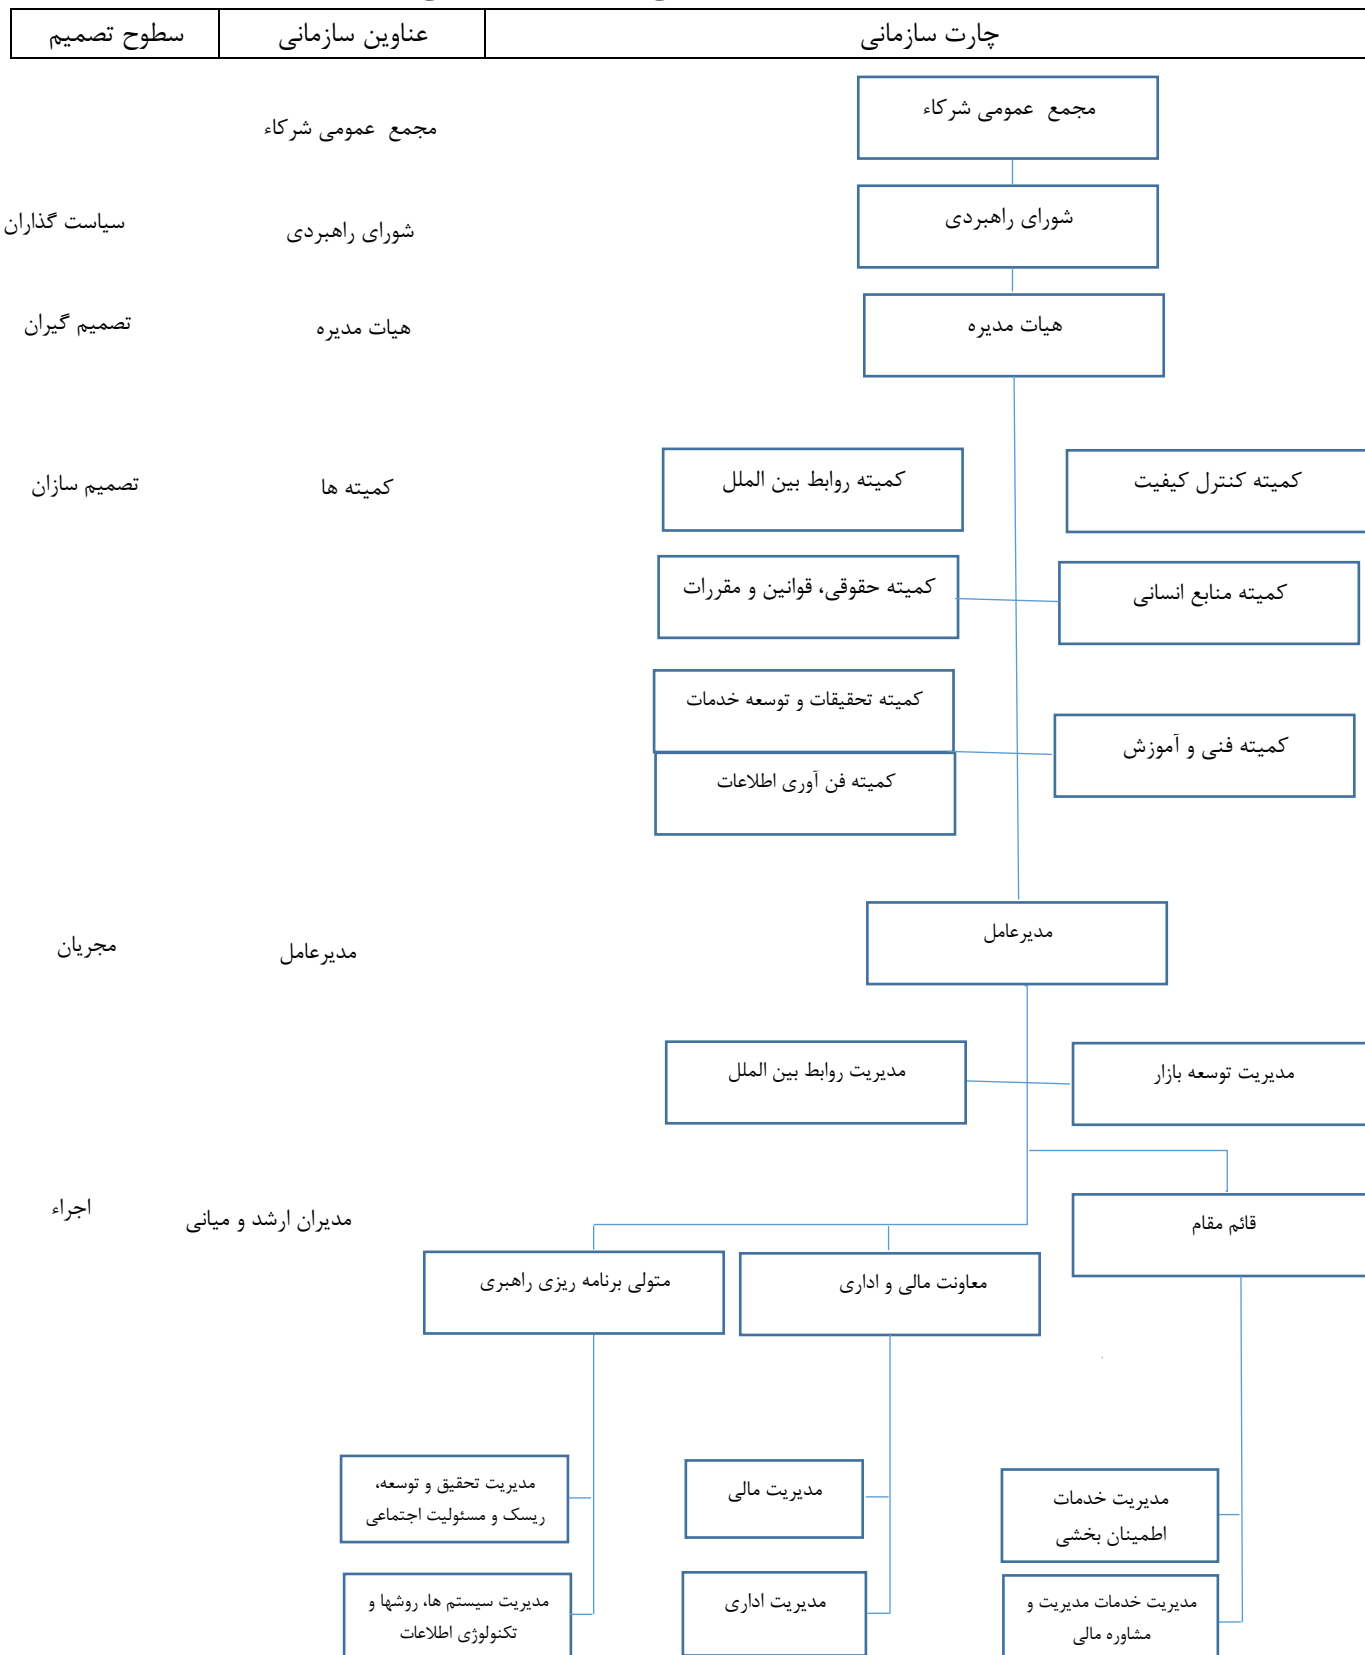 چارت سازمانی
عناوین سازمانی
سطوح تصمیم
مجمع عمومی شرکاء
مجمع عمومی شرکاء
شورای راهبردی
شورای راهبردی
سیاست گذاران
هیات مدیره
هیات مدیره
تصمیم گیران
کمیته کنترل کیفیت
کمیته روابط بین الملل
کمیته ها
تصمیم سازان
کمیته منابع انسانی
کمیته حقوقی، قوانین و مقررات
کمیته تحقیقات و توسعه خدمات
کمیته فنی و آموزش
کمیته فن آوری اطلاعات
مدیرعامل
مدیرعامل
مجریان
مدیریت توسعه بازار
مدیریت روابط بین الملل
قائم مقام
مدیران ارشد و میانی
اجراء
معاونت مالی و اداری
متولی برنامه ریزی راهبری
مدیریت خدمات
اطمینان بخشی
مدیریت مالی
مدیریت تحقیق و توسعه،
ریسک و مسئولیت اجتماعی
مدیریت خدمات مدیریت و
مشاوره مالی
مدیریت اداری
مدیریت سیستم ها، روشها و
تکنولوژی اطلاعات